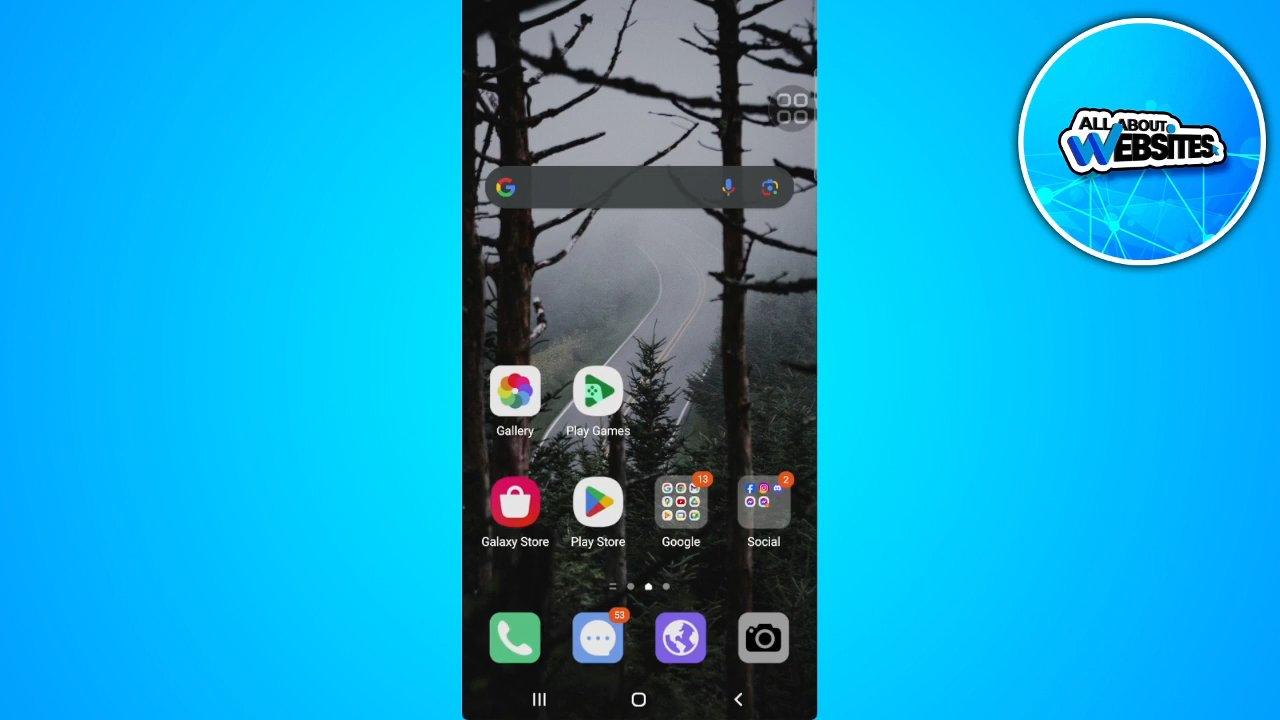 ALL ABOUT
WEBSITES
Gallery
Play Games
13
2
Galaxy Store
Play Store
Google
Social
53